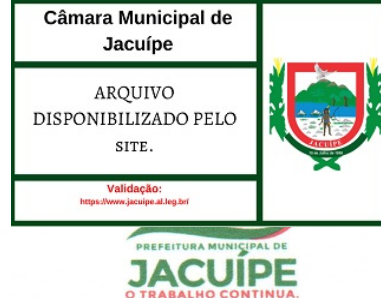 Câmara Municipal de
Jacuípe
ARQUIVO
DISPONIBILIZADO PELO
SITE.
Validação:
https://www.jacuipe.al.leg.br/
JACUÍPE
PREFEITURA MUNICIPAL DE
JACUÍPE
O TRABALHO CONTINUA.